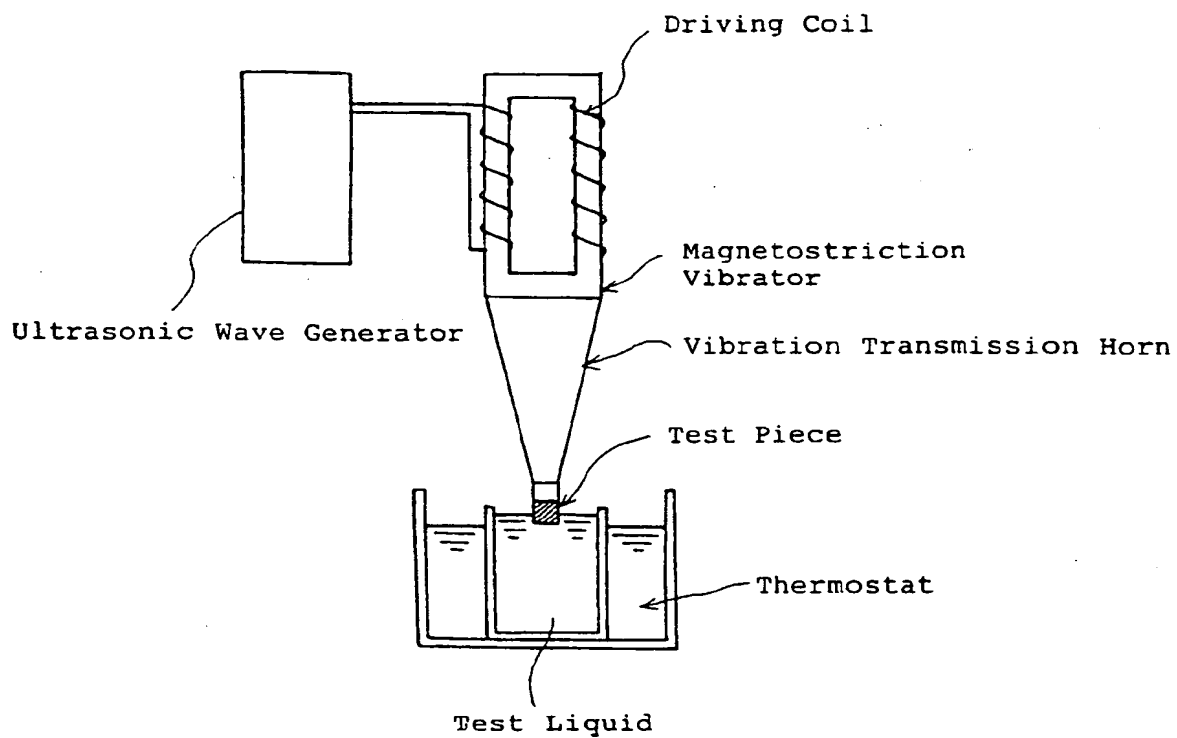 Driving Coil
Magnetostriction
Vibrator
Ultrasonic Wave Generator
Vibration Transmission Horn
Test Piece
Thermostat
Test Liquid